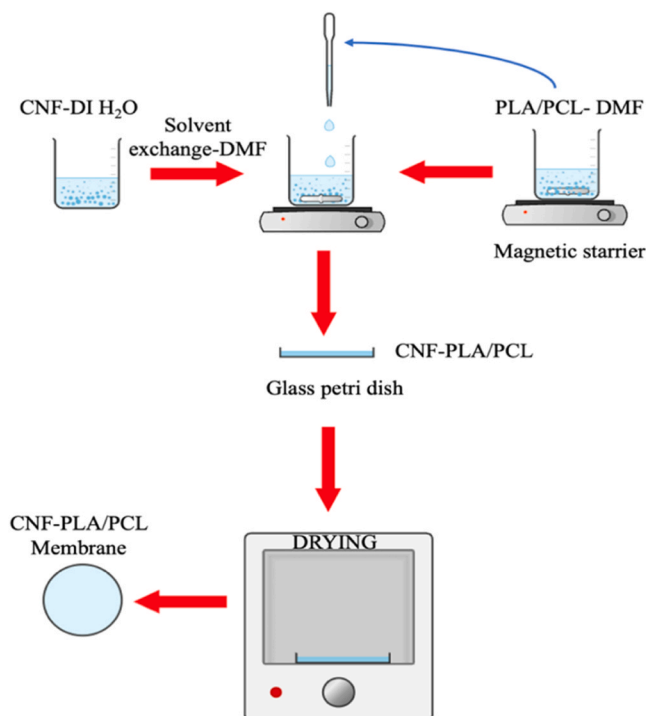 CNF-DI H₂O
Solvent
exchange-DMF
PLA/PCL- DMF
Magnetic starrier
CNF-PLA/PCL
Glass petri dish
DRYING
CNF-PLA/PCL
Membrane